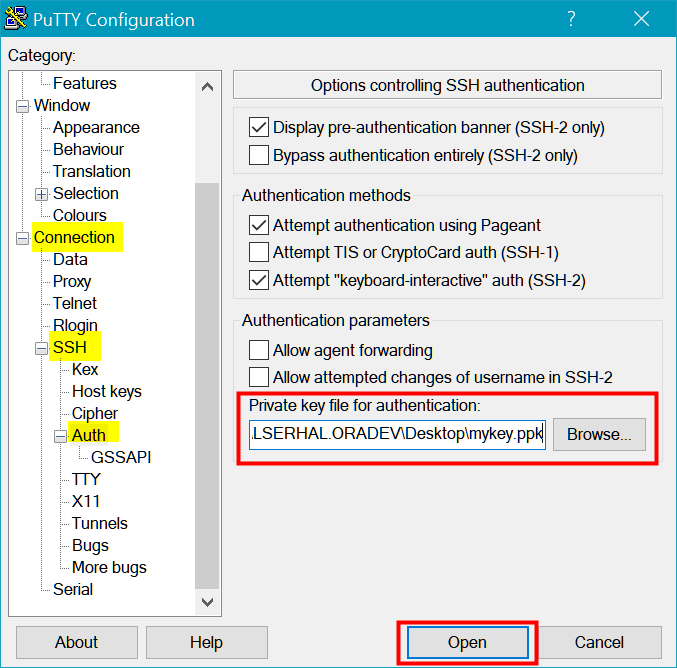 PuTTY Configuration
?
Category:
Features
Window
Appearance
Behaviour
Translation
Selection
Colours
Connection
Data
Proxy
Telnet
Rlogin
SSH
Kex
Host keys
Cipher
Auth
GSSAPI
TTY
X11
Tunnels
Bugs
More bugs
Serial
Options controlling SSH authentication
Display pre-authentication banner (SSH-2 only)
Bypass authentication entirely (SSH-2 only)
Authentication methods
Attempt authentication using Pageant
Attempt TIS or CryptoCard auth (SSH-1)
Attempt "keyboard-interactive" auth (SSH-2)
Authentication parameters
Allow agent forwarding
Allow attempted changes of username in SSH-2
Private key file for authentication:
\LSERHAL.ORADEV\Desktop\mykey.ppk
Browse...
About
Help
Open
Cancel